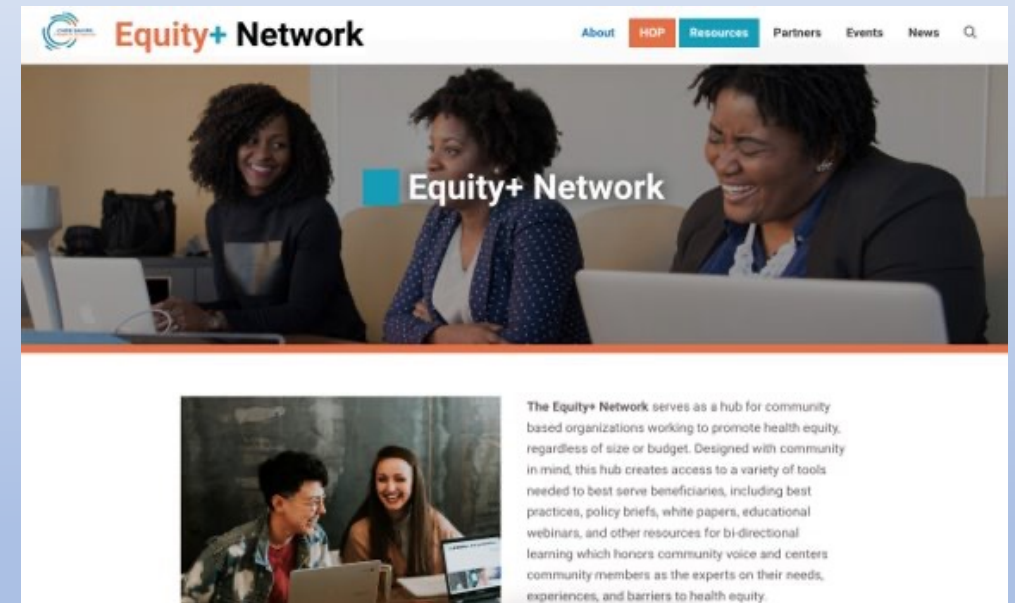 Equity+ Network
About HOP Resources Partners Events News
Equity+ Network
The Equity+ Network serves as a hub for community
based organizations working to promote health equity,
regardless of size or budget. Designed with community
in mind, this hub creates access to a variety of tools
needed to best serve beneficiaries, including best
practices, policy briefs, white papers, educational
webinars, and other resources for bi-directional
learning which honors community voice and centers
community members as the experts on their needs,
experiences, and barriers to health equity.